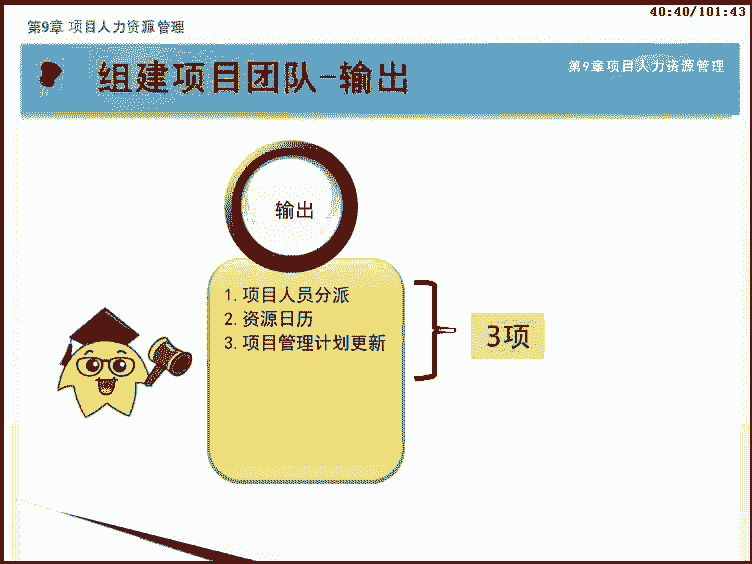 40:40/101:43
第9章 项目人力资源管理
组建项目团队-输出
第9章项目人力资源管理
输出
1.项目人员分派
2.资源日历
3.项目管理计划更新
3项